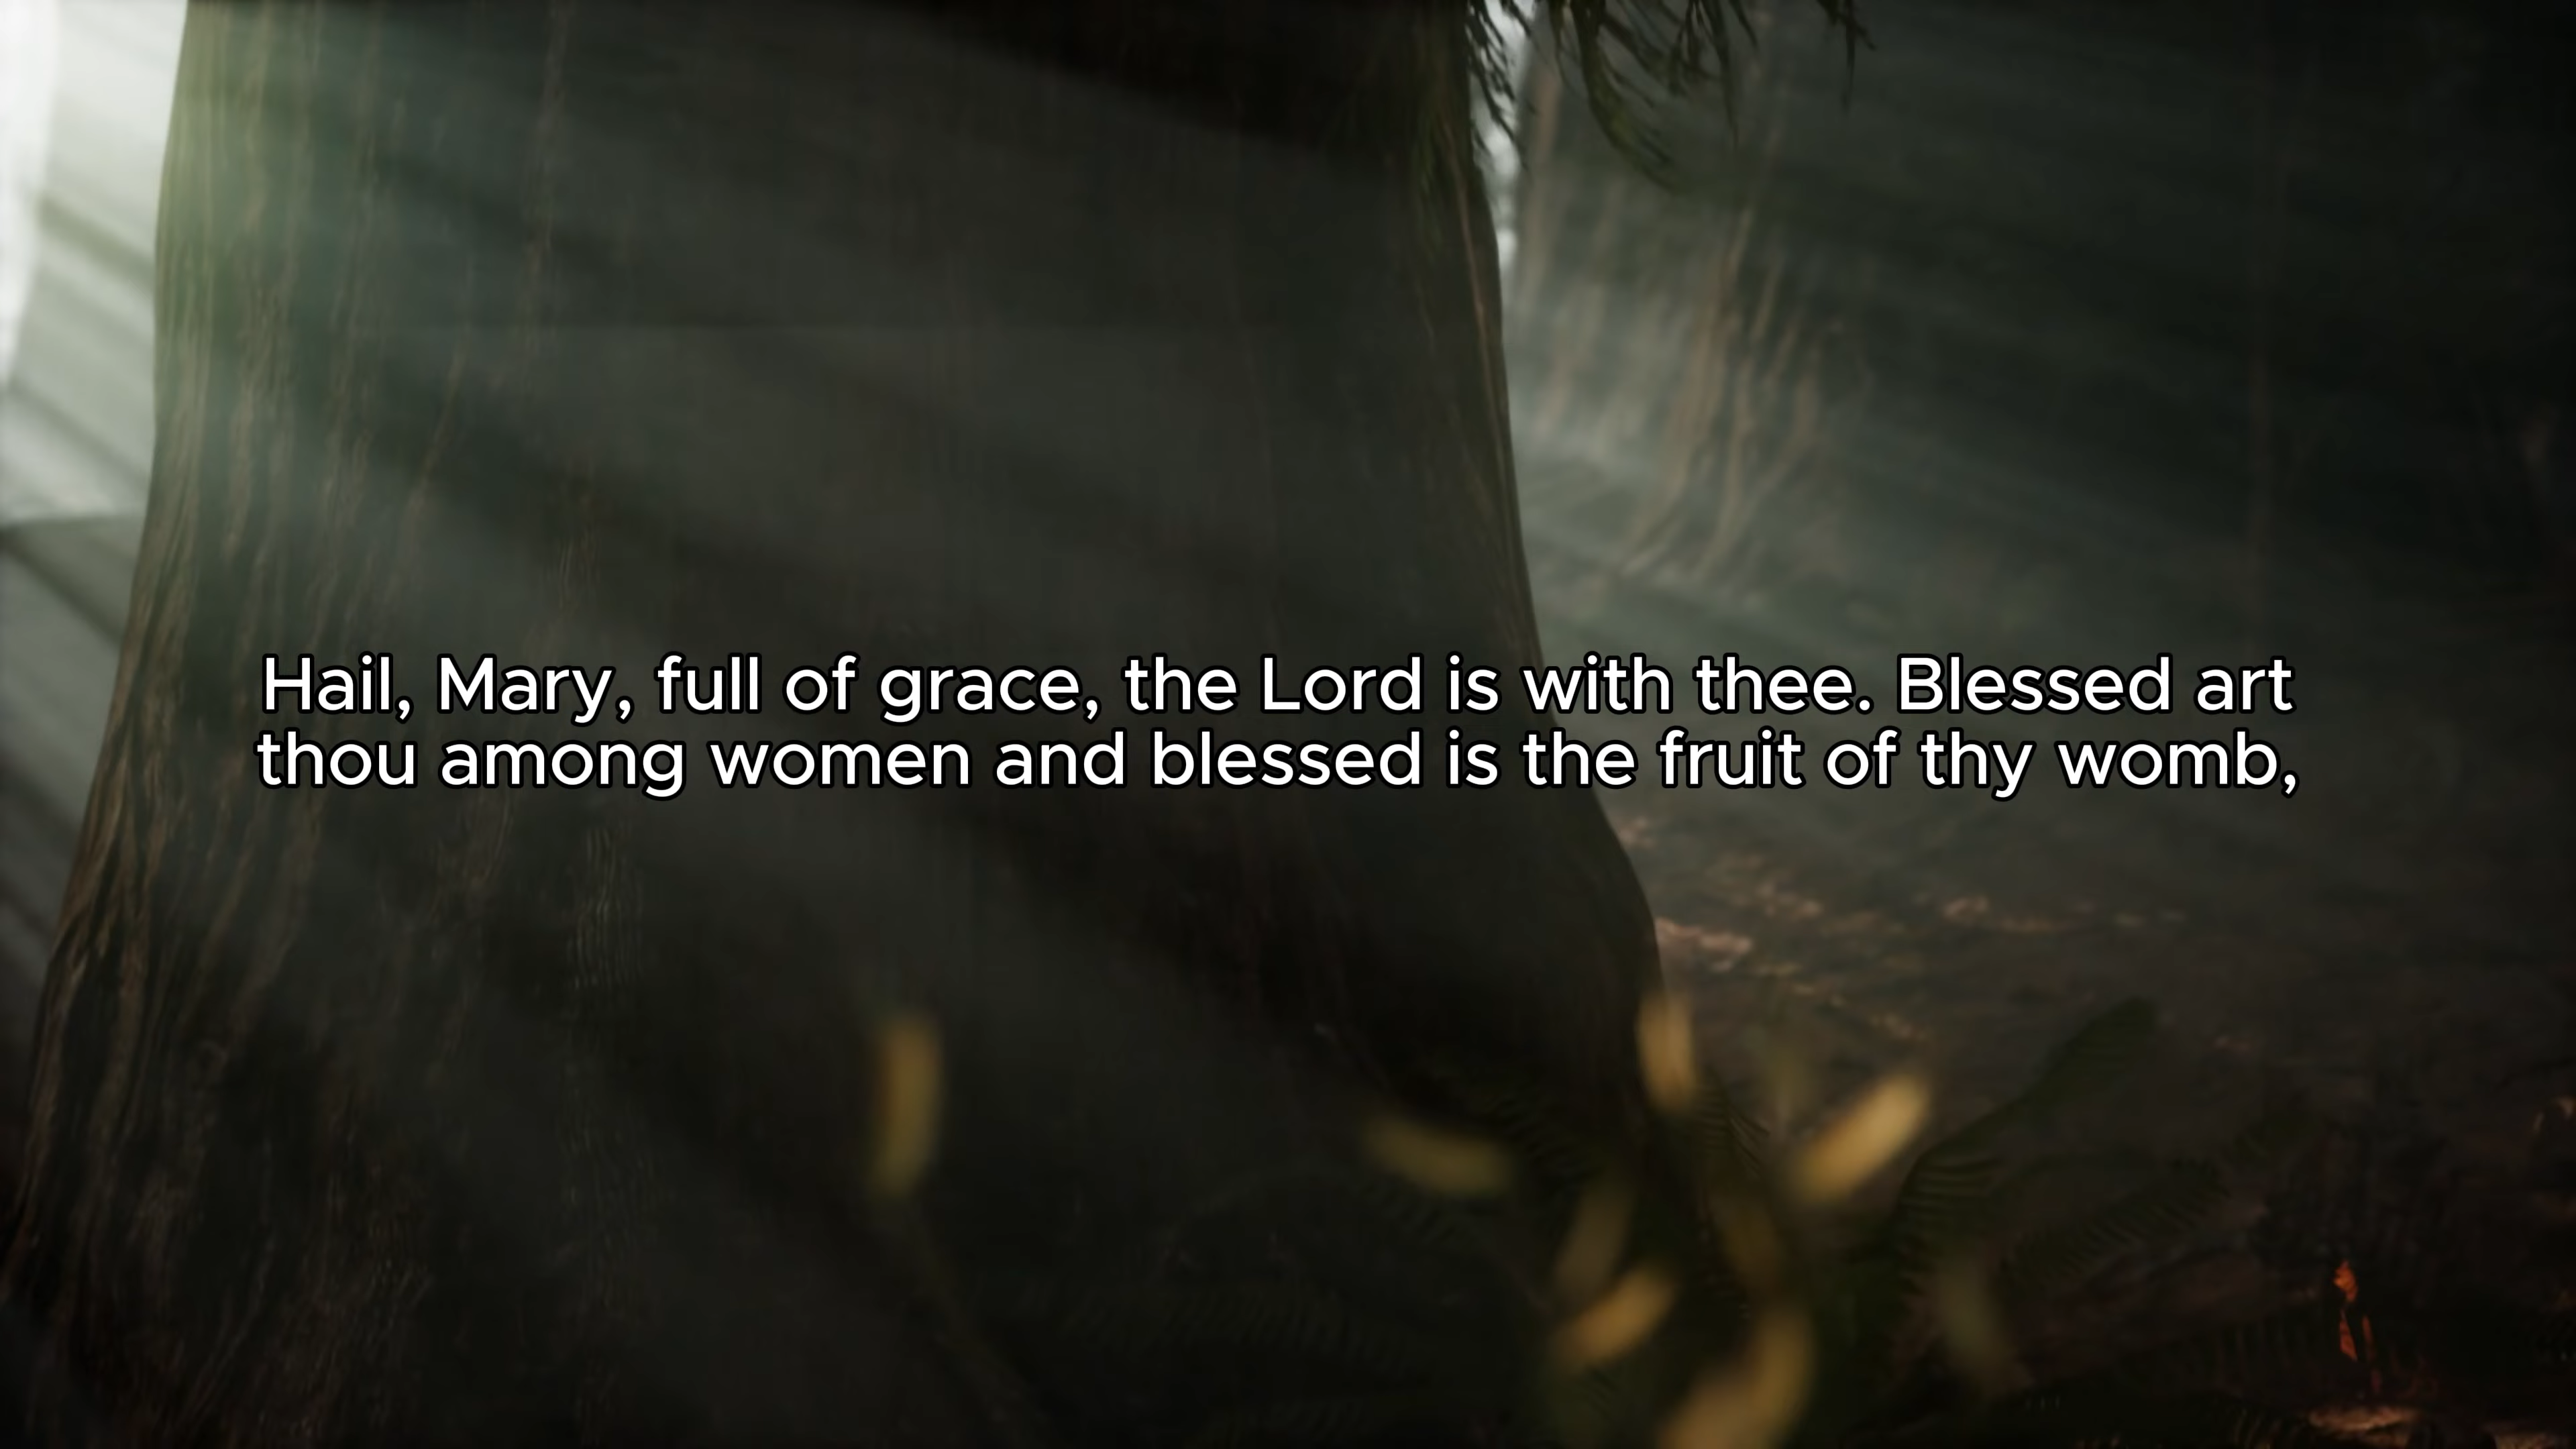 Hail, Mary, full of grace, the Lord is with thee. Blessed art
thou among women and blessed is the fruit of thy womb,